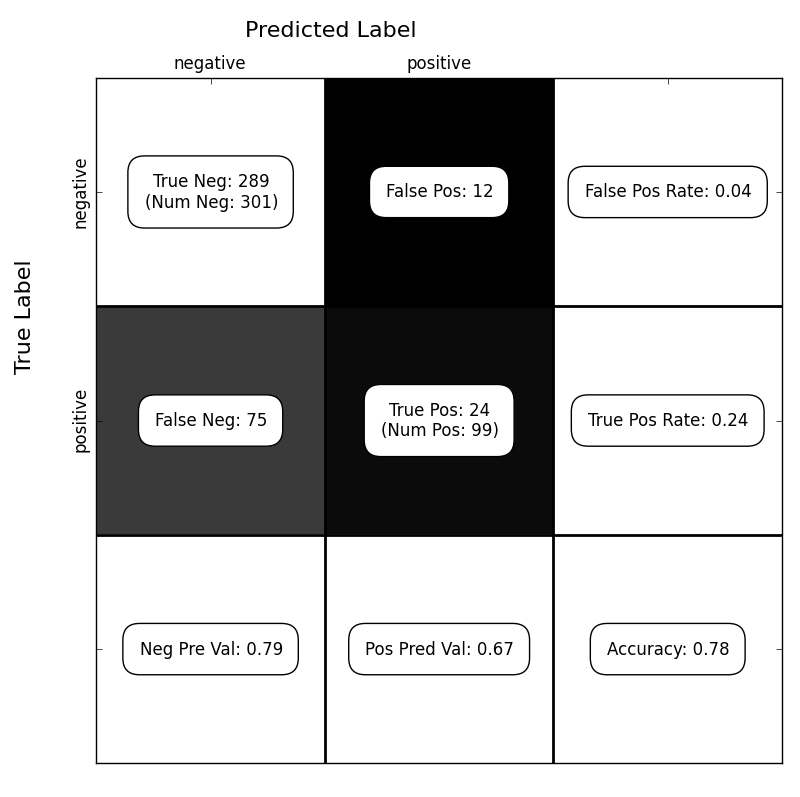 Predicted Label
negative positive
True Label
negative
True Neg: 289
(Num Neg: 301)
False Pos: 12
False Pos Rate: 0.04
positive
False Neg: 75
True Pos: 24
(Num Pos: 99)
True Pos Rate: 0.24
Neg Pre Val: 0.79
Pos Pred Val: 0.67
Accuracy: 0.78